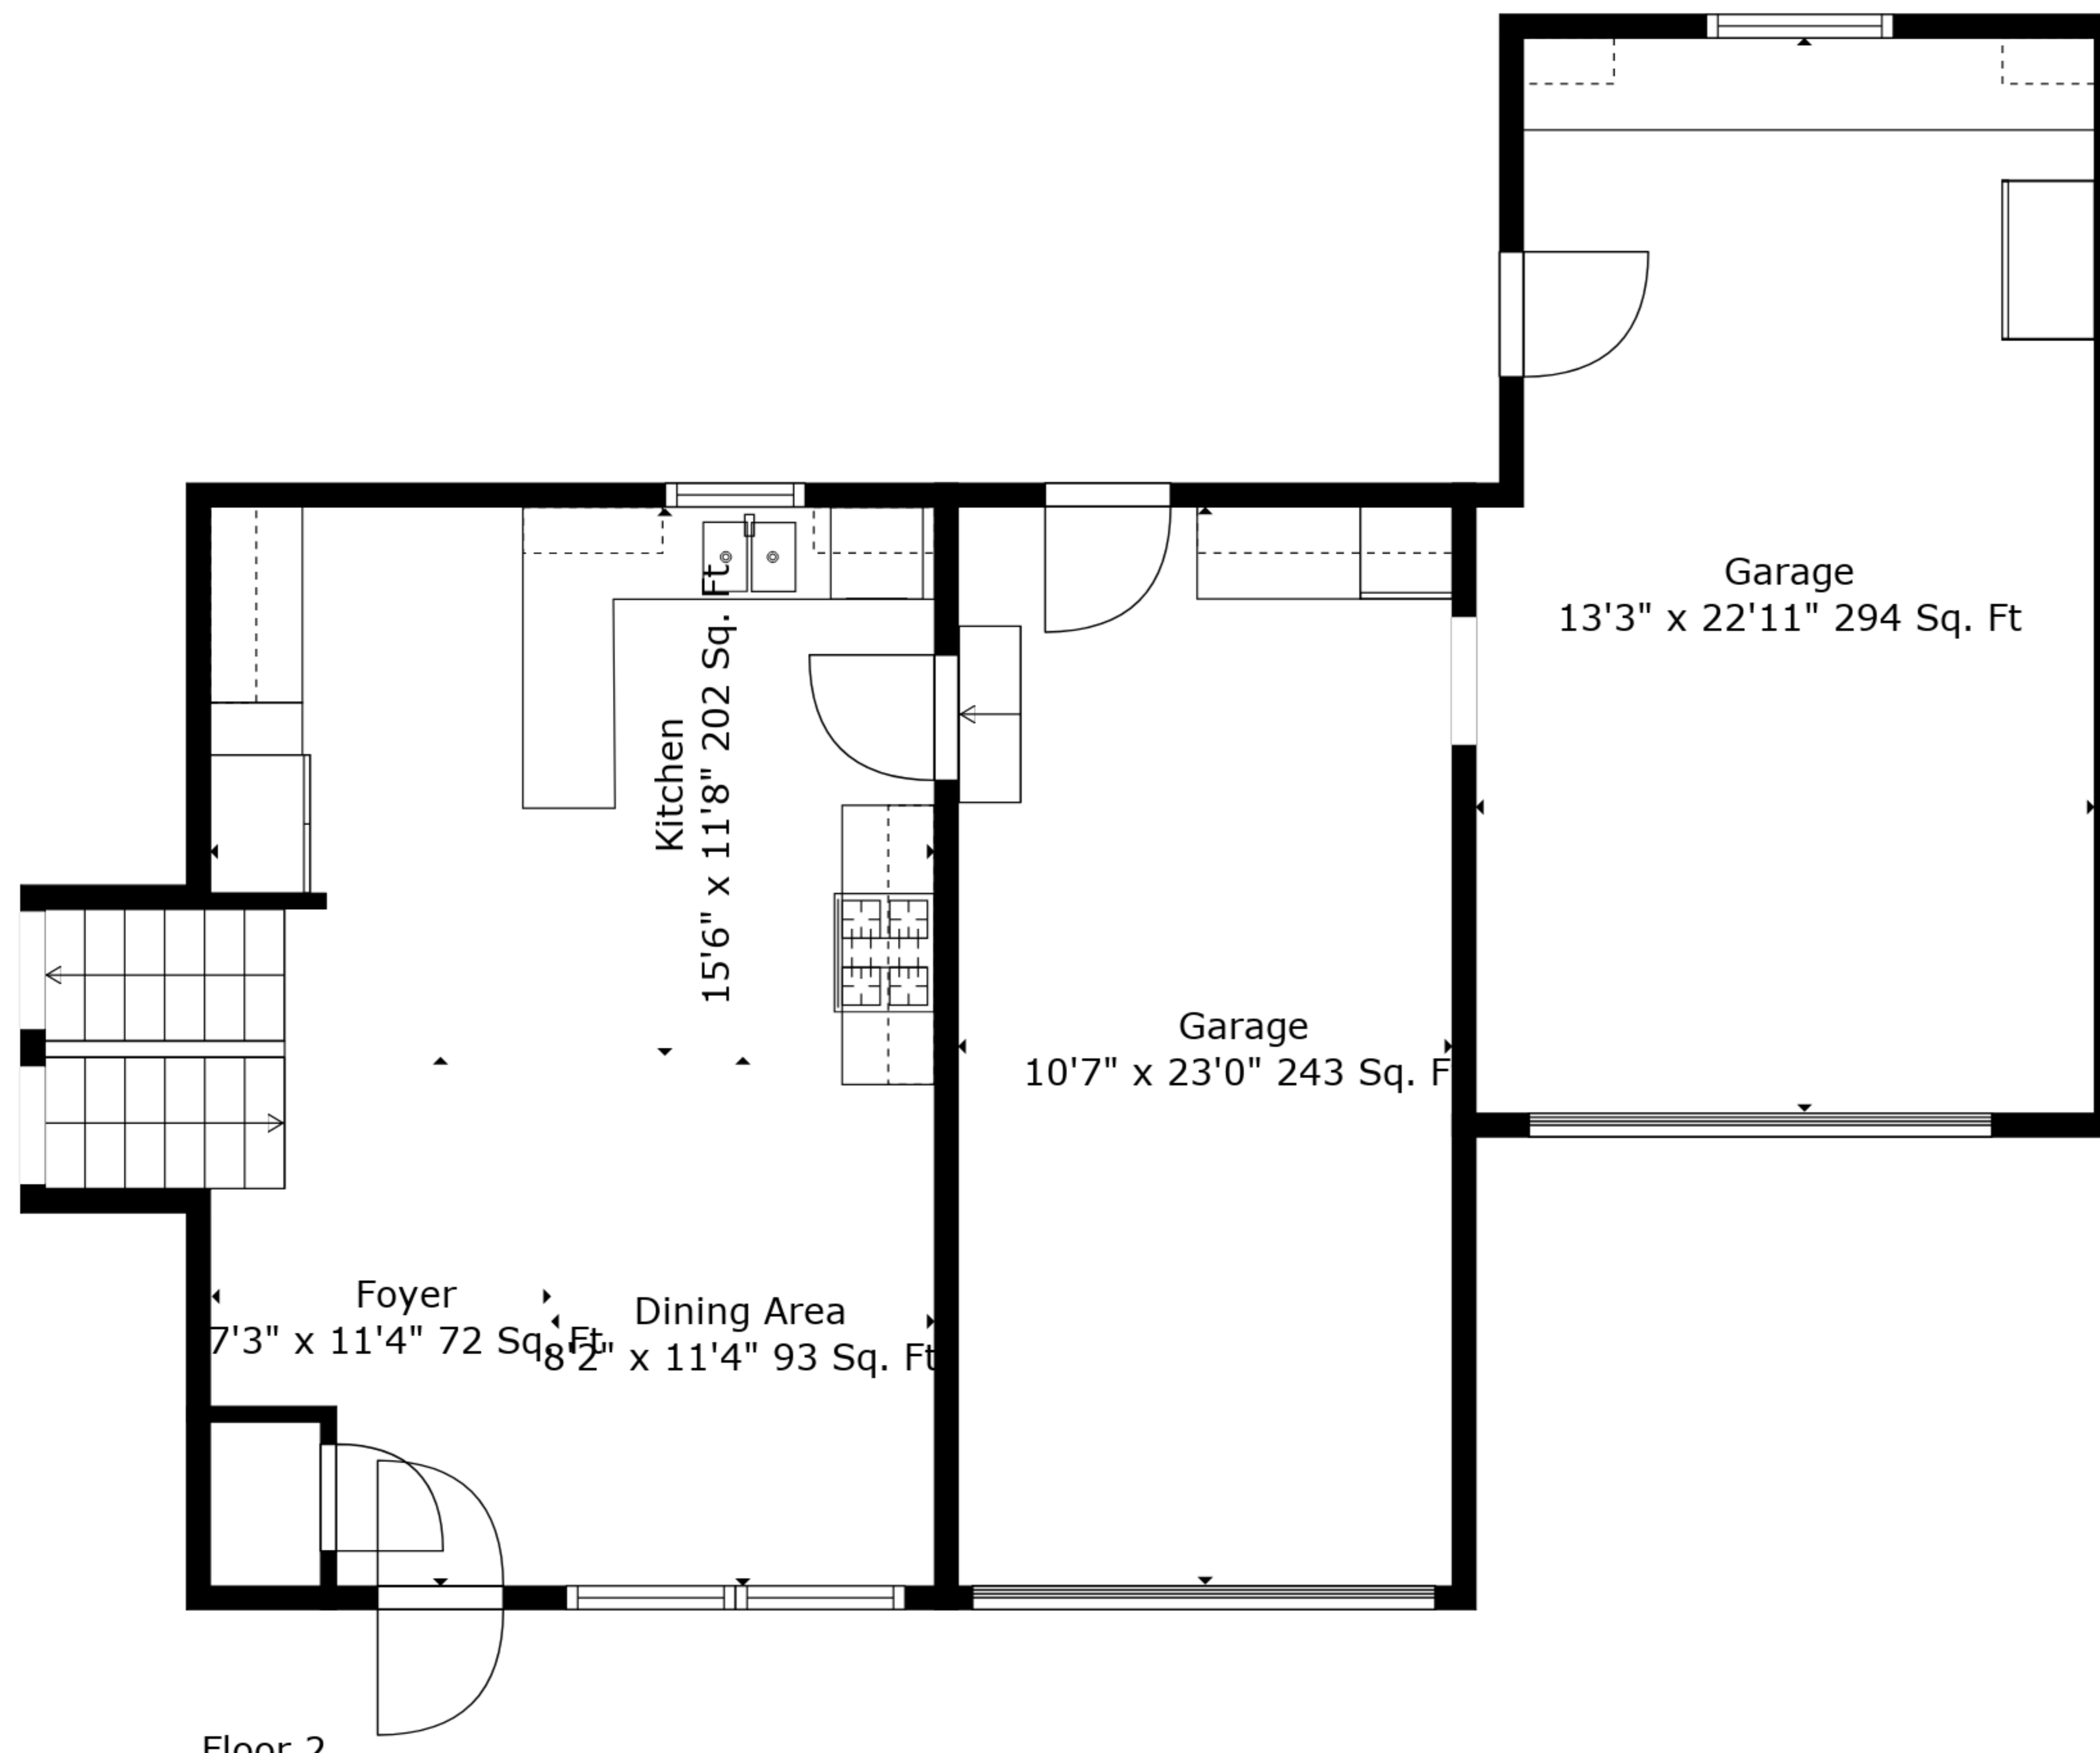 Garage
13'3" x 22'11" 294 Sq. Ft
Kitchen
15'6" x 11'8" 202 Sq. Ft
Garage
10'7" x 23'0" 243 Sq. F
Foyer
7'3" x 11'4" 72 Sq. Ft
Dining Area
8'2" x 11'4" 93 Sq. Ft
Floor 2